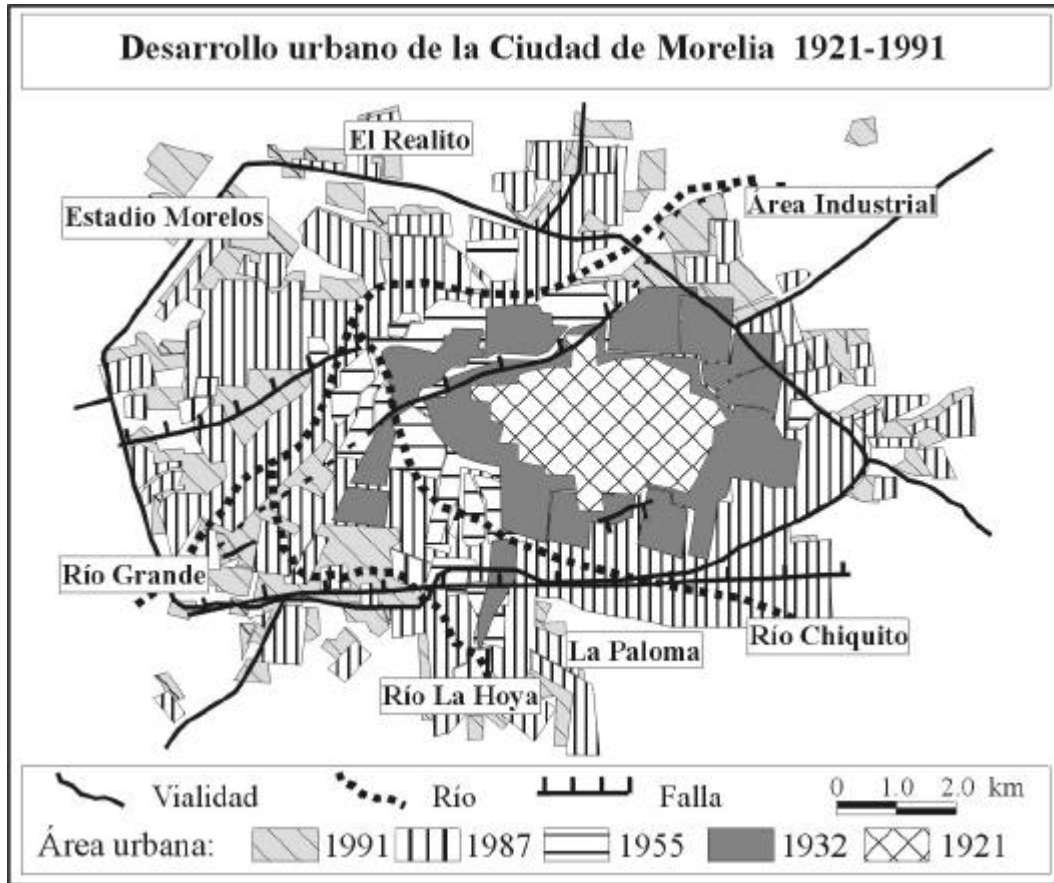 Desarrollo urbano de la Ciudad de Morelia 1921-1991
El Realito
Estadio Morelos
Área Industrial
Río Grande
La Paloma
Río Chiquito
Río La Hoya
Vialidad
Río
Falla
0 1.0 2.0 km
Área urbana: 1991 1987 1955 1932 1921